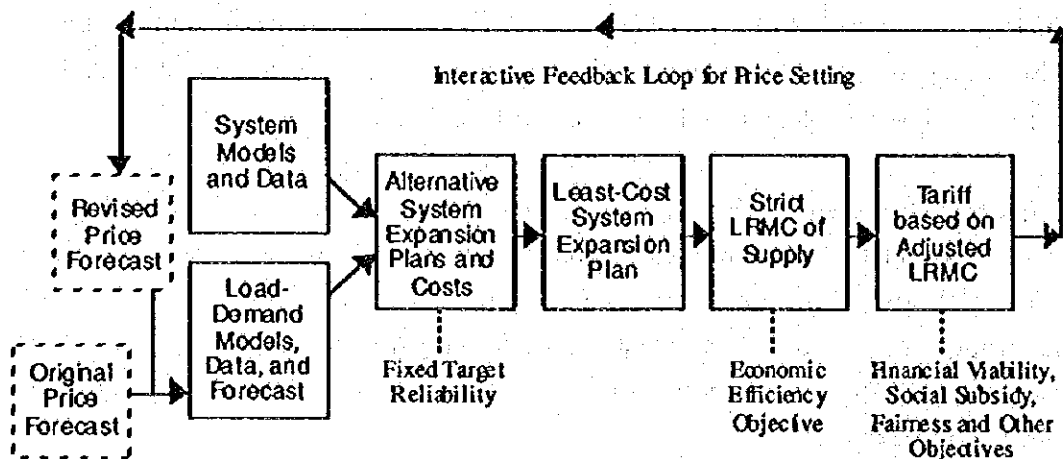 Interactive Feedback Loop for Price Setting
System
Models
and Data
Revised
Price
Forecast
Original
Price
Forecast
Load-
Demand
Models,
Data, and
Forecast
Alternative
System
Expansion
Plans and
Costs
Fixed Target
Reliability
Least-Cost
System
Expansion
Plan
Strict
LRMC of
Supply
Economic
Efficiency
Objective
Tariff
based on
Adjusted
LRMC
Financial Viability,
Social Subsidy,
Fairness and Other
Objectives